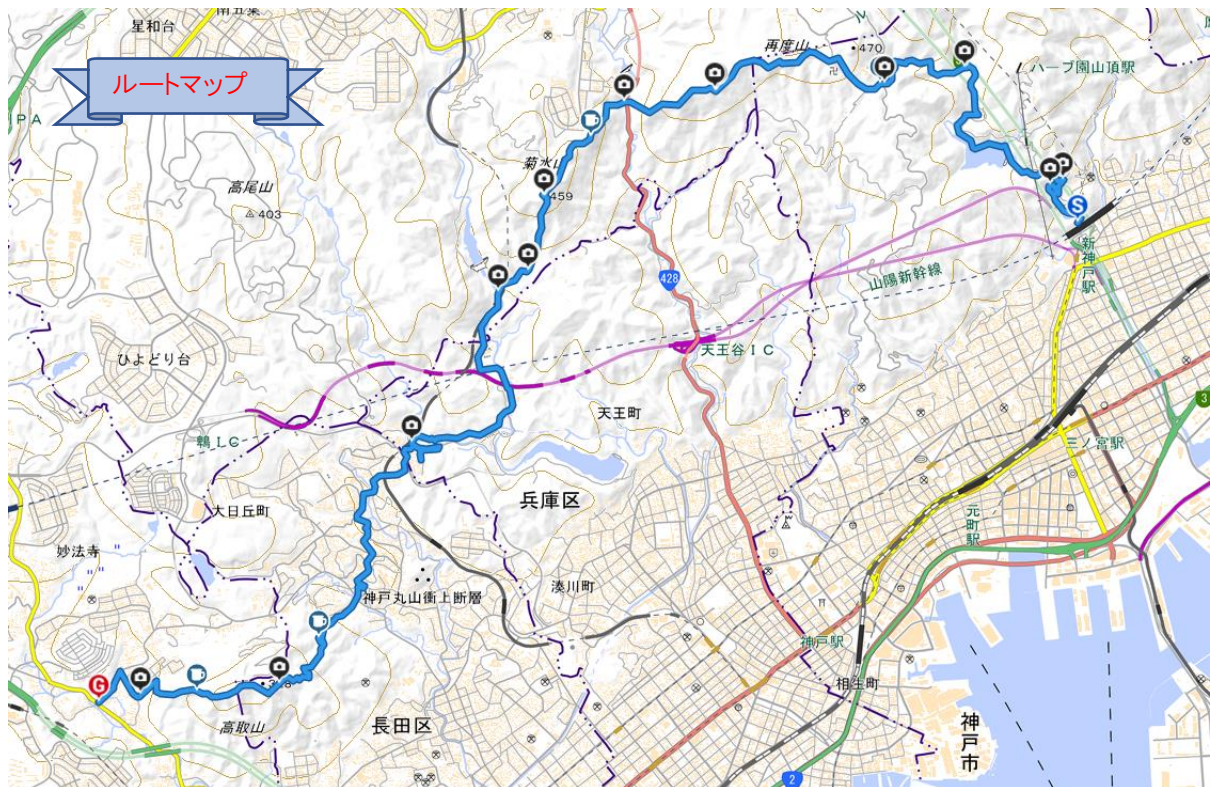 星和台
ルートマップ
PA
再度山
470
卍
ハーブ園山頂駅
菊水山
459
高尾山
403
S
新神戸駅
428
山陽新幹線
ひよどり台
天王谷IC
天王町
3
鵯IC
三ノ宮駅
兵庫区
大日丘町
元町駅
妙法寺
神戸丸山衝上断層
湊川町
神戸駅
G
相生町
高取山
長田区
神戸市
2